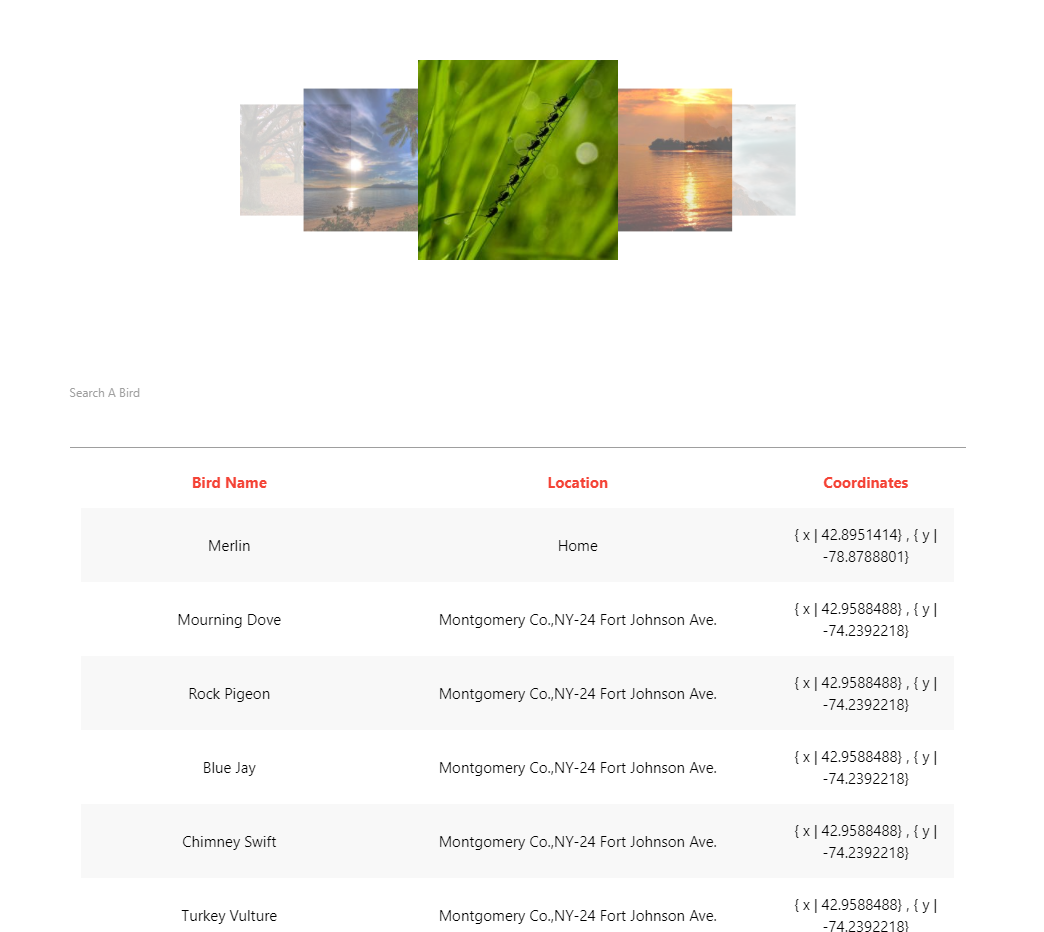 Search A Bird
Bird Name Location Coordinates
Merlin Home { x | 42.8951414} , { y |
-78.8788801}
Mourning Dove Montgomery Co.,NY-24 Fort Johnson Ave. { x | 42.9588488} , { y |
-74.2392218}
Rock Pigeon Montgomery Co.,NY-24 Fort Johnson Ave. { x | 42.9588488} , { y |
-74.2392218}
Blue Jay Montgomery Co.,NY-24 Fort Johnson Ave. { x | 42.9588488} , { y |
-74.2392218}
Chimney Swift Montgomery Co.,NY-24 Fort Johnson Ave. { x | 42.9588488} , { y |
-74.2392218}
Turkey Vulture Montgomery Co.,NY-24 Fort Johnson Ave. { x | 42.9588488} , { y |
-74.2392218}